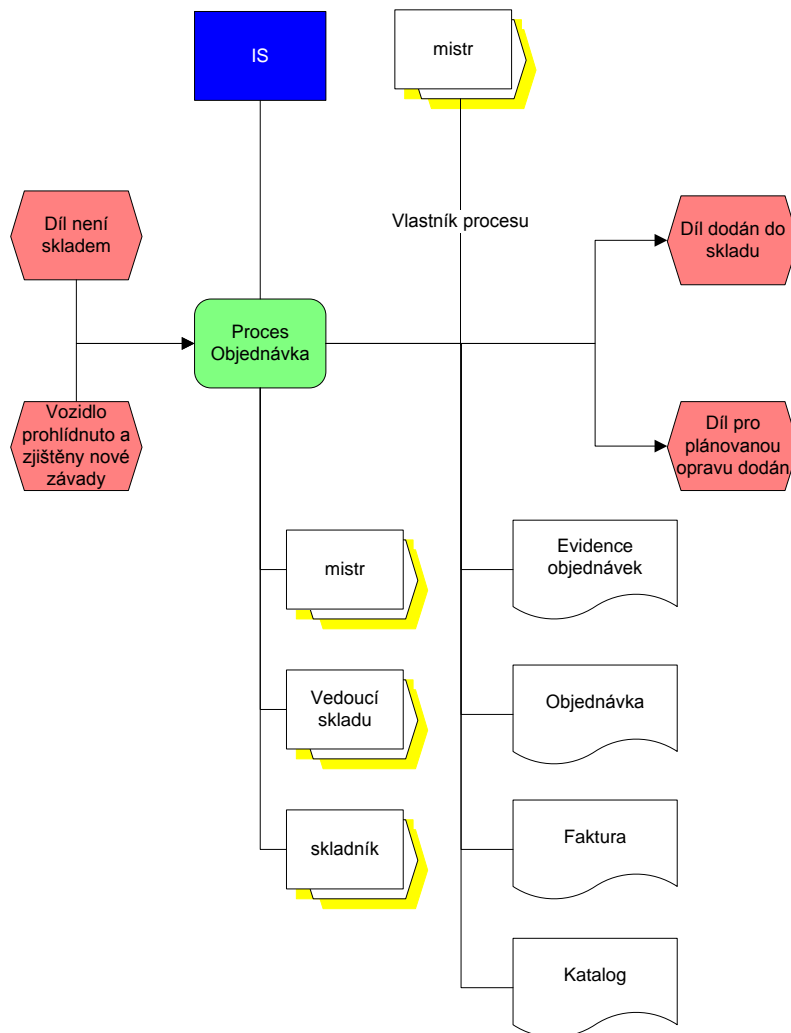 IS
mistr
Vlastník procesu
Díl není
skladem
Díl dodán do
skladu
Proces
Objednávka
Vozidlo
prohlídnuto a
zjištěny nové
závady
Díl pro
plánovanou
opravu dodán
mistr
Evidence
objednávek
Vedoucí
skladu
Objednávka
skladník
Faktura
Katalog